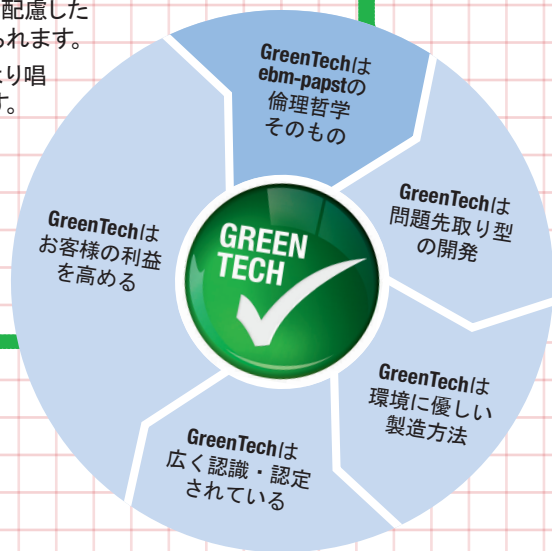 配慮した
られます。
より唱
す。
GreenTechは
ebm-papstの
倫理哲学
そのもの
GreenTechは
問題先取り型
の開発
GreenTechは
環境に優しい
製造方法
GreenTechは
広く認識・認定
されている
GreenTechは
お客様の利益
を高める
GREEN
TECH